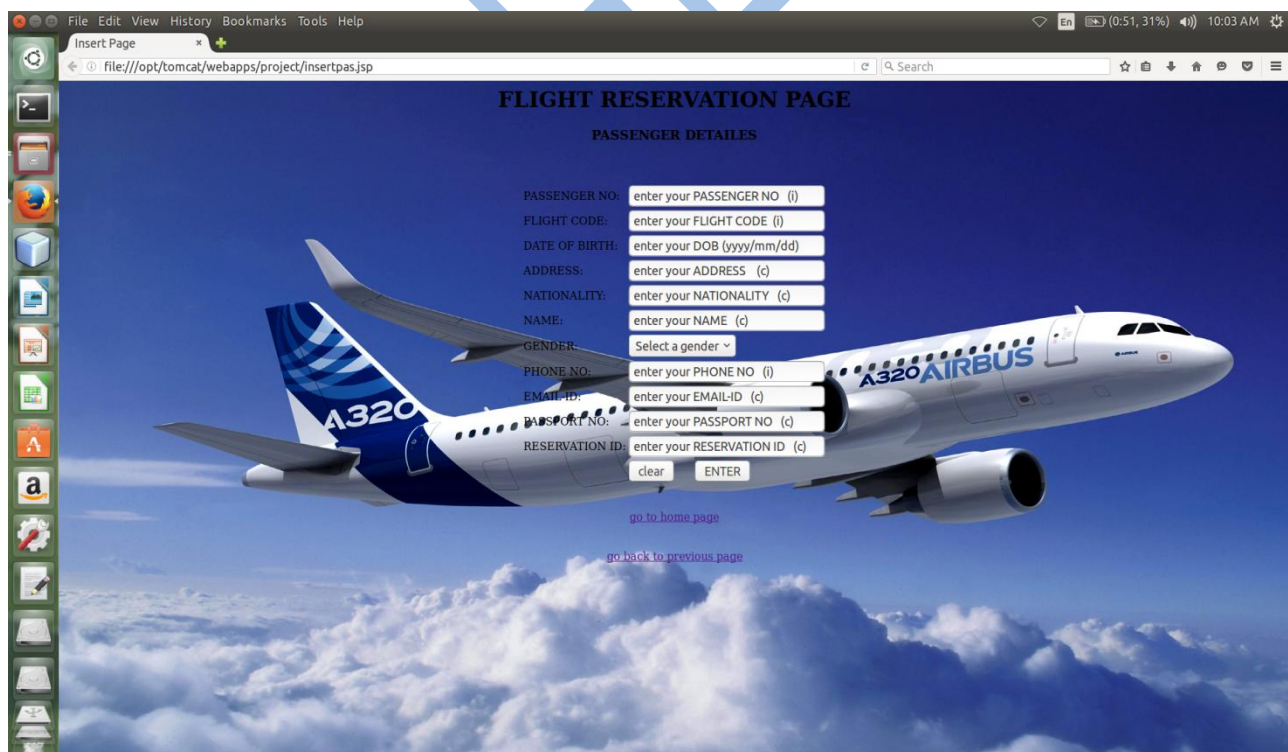 File Edit View History Bookmarks Tools Help En (0:51, 31%) 10:03 AM
Insert Page
file:///opt/tomcat/webapps/project/insertpas.jsp Search
FLIGHT RESERVATION PAGE
PASSENGER DETAILES
PASSENGER NO: enter your PASSENGER NO (i)
FLIGHT CODE: enter your FLIGHT CODE (i)
DATE OF BIRTH: enter your DOB (yyyy/mm/dd)
ADDRESS: enter your ADDRESS (c)
NATIONALITY: enter your NATIONALITY (c)
NAME: enter your NAME (c)
GENDER: Select a gender
PHONE NO: enter your PHONE NO (i)
EMAIL-ID: enter your EMAIL-ID (c)
PASSPORT NO: enter your PASSPORT NO (c)
RESERVATION ID: enter your RESERVATION ID (c)
clear ENTER
go to home page
go back to previous page
A320
A320 AIRBUS